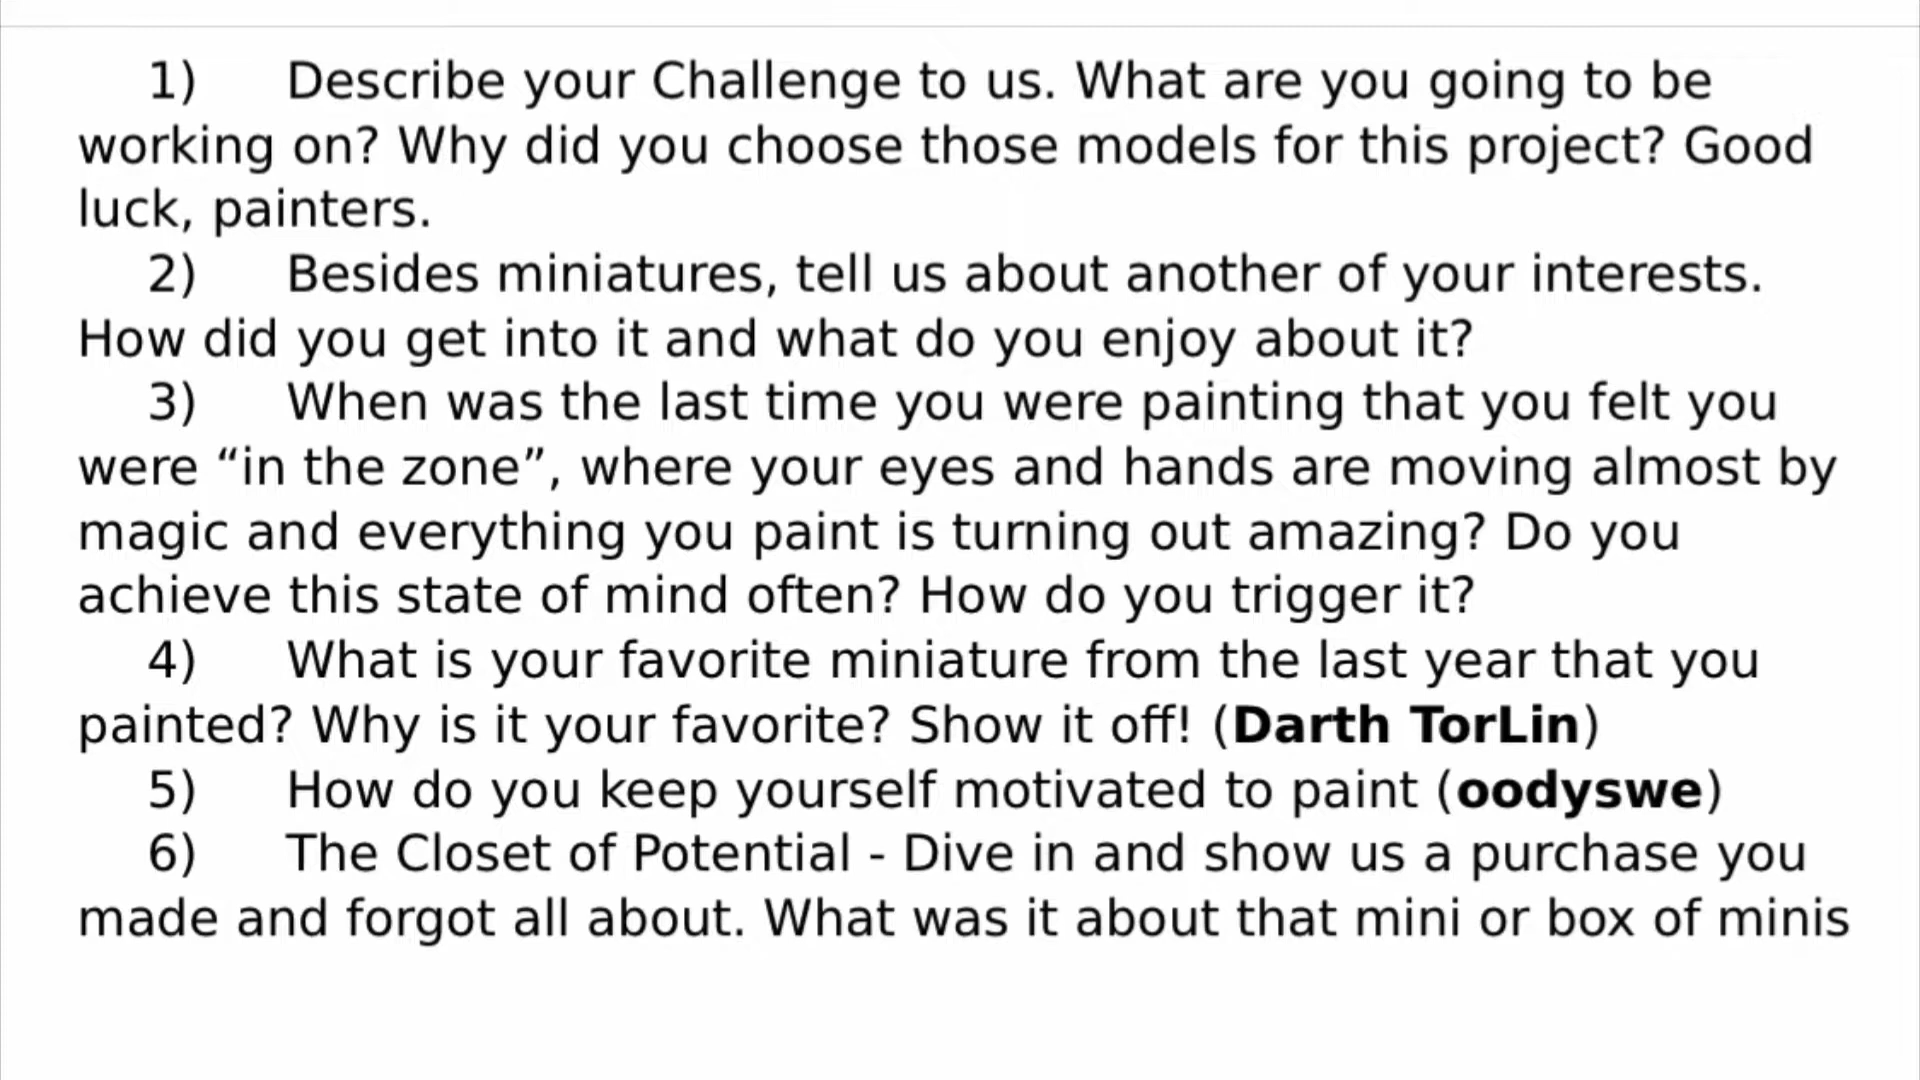 1) Describe your Challenge to us. What are you going to be
working on? Why did you choose those models for this project? Good
luck, painters.
2) Besides miniatures, tell us about another of your interests.
How did you get into it and what do you enjoy about it?
3) When was the last time you were painting that you felt you
were “in the zone”, where your eyes and hands are moving almost by
magic and everything you paint is turning out amazing? Do you
achieve this state of mind often? How do you trigger it?
4) What is your favorite miniature from the last year that you
painted? Why is it your favorite? Show it off! (Darth TorLin)
5) How do you keep yourself motivated to paint (oodyswe)
6) The Closet of Potential - Dive in and show us a purchase you
made and forgot all about. What was it about that mini or box of minis